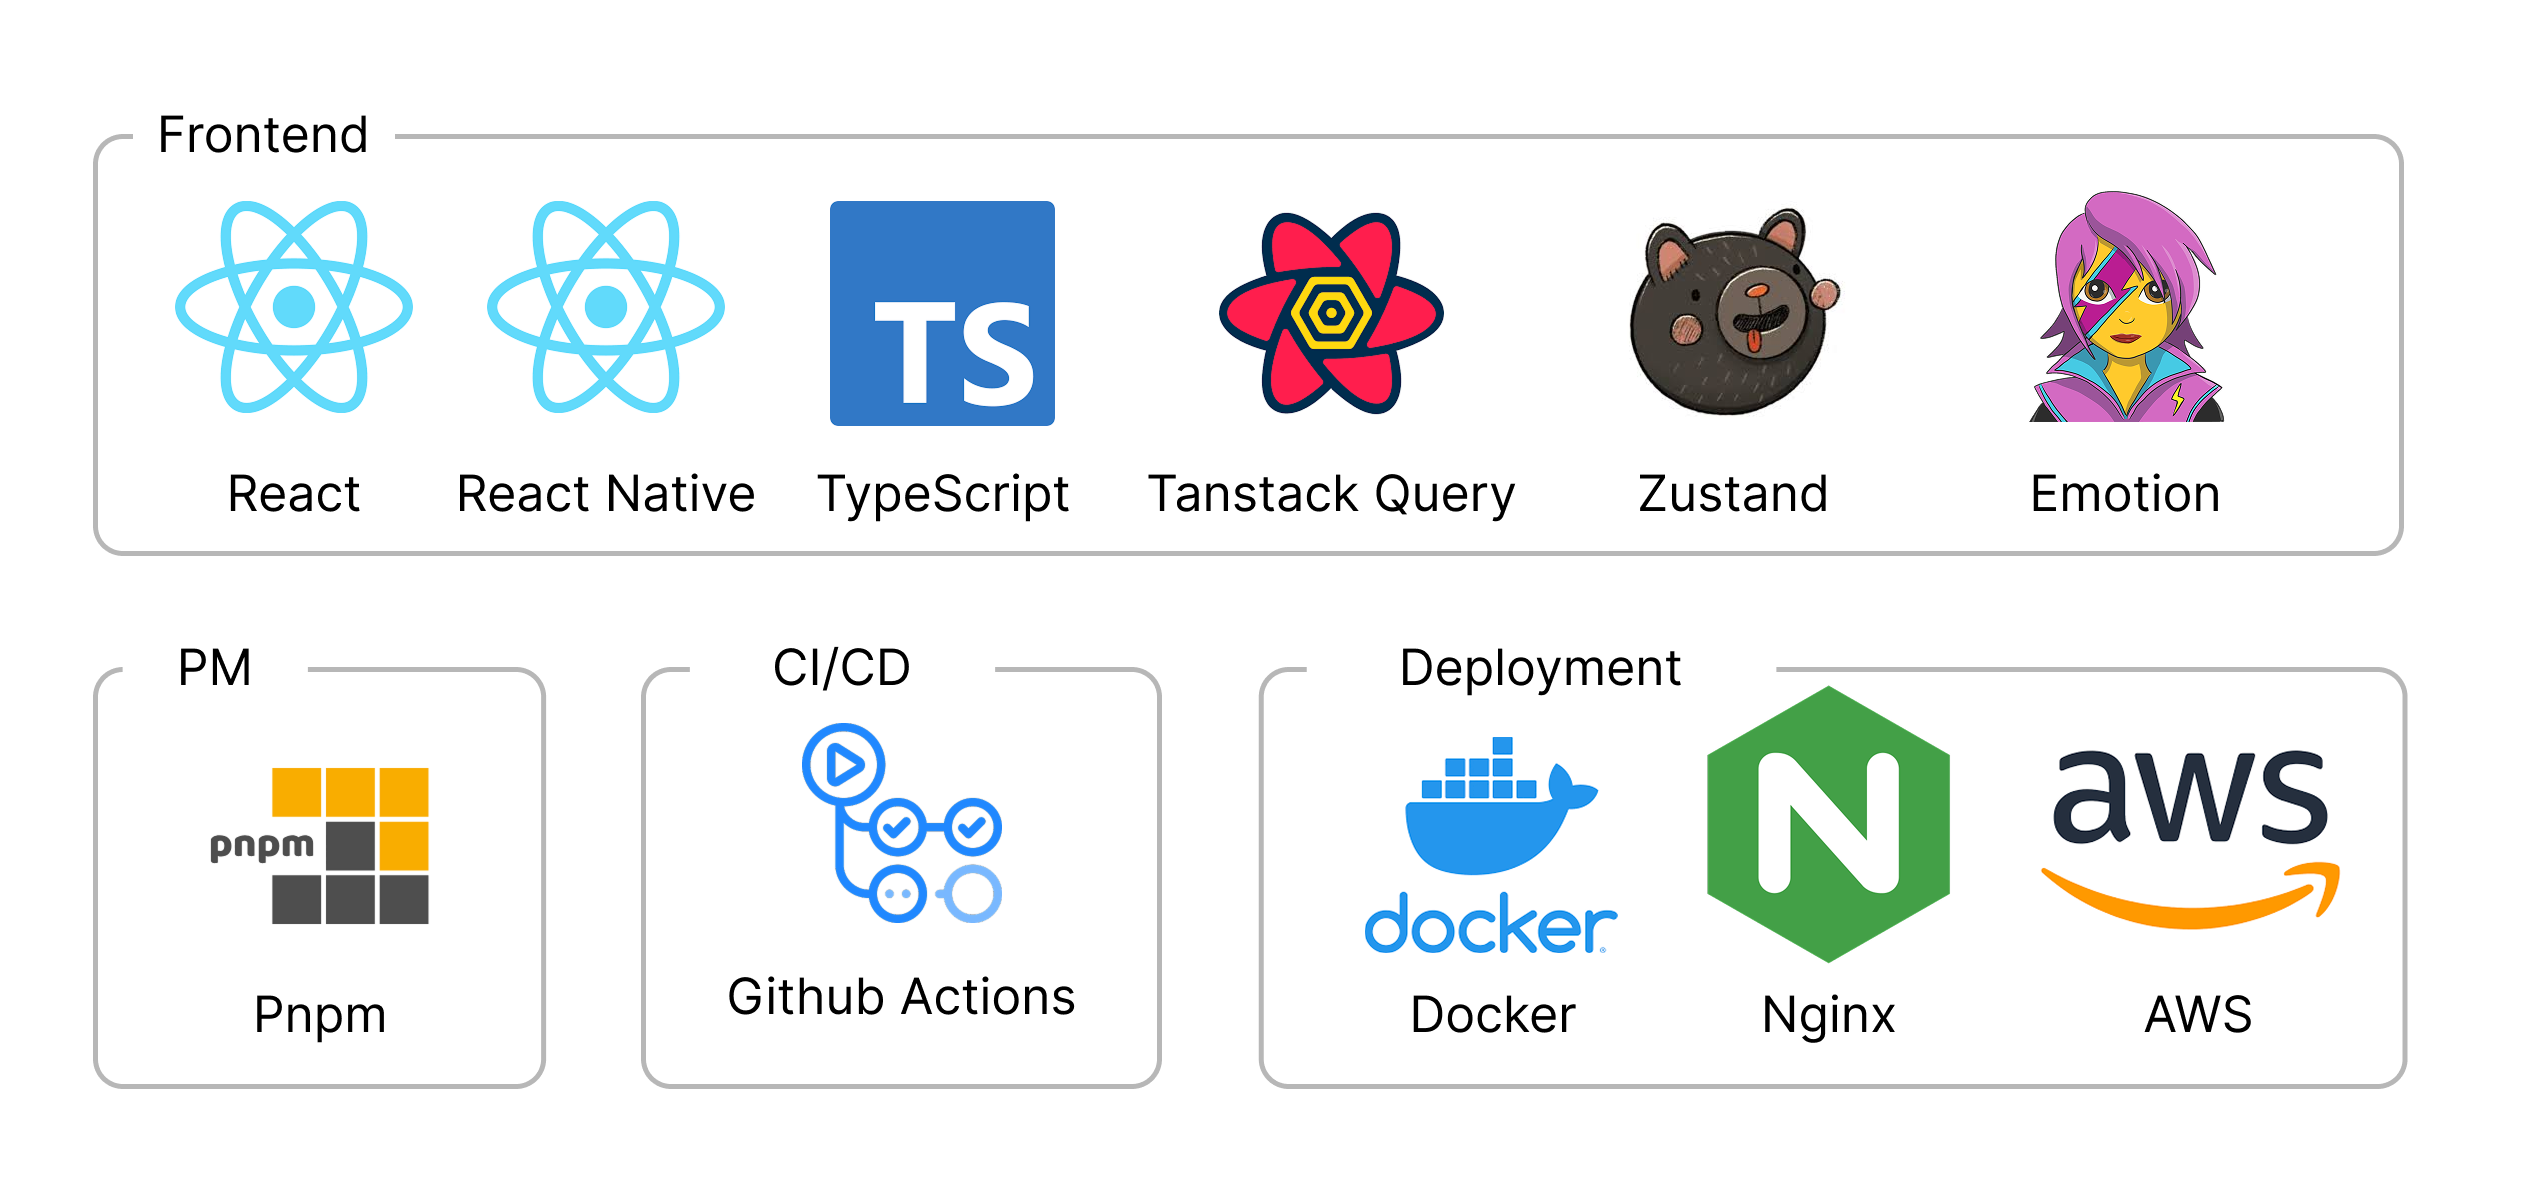 Frontend
TS
React
React Native
TypeScript
Tanstack Query
Zustand
Emotion
PM
pnpm
Pnpm
CI/CD
Github Actions
Deployment
docker
aws
Docker
Nginx
AWS